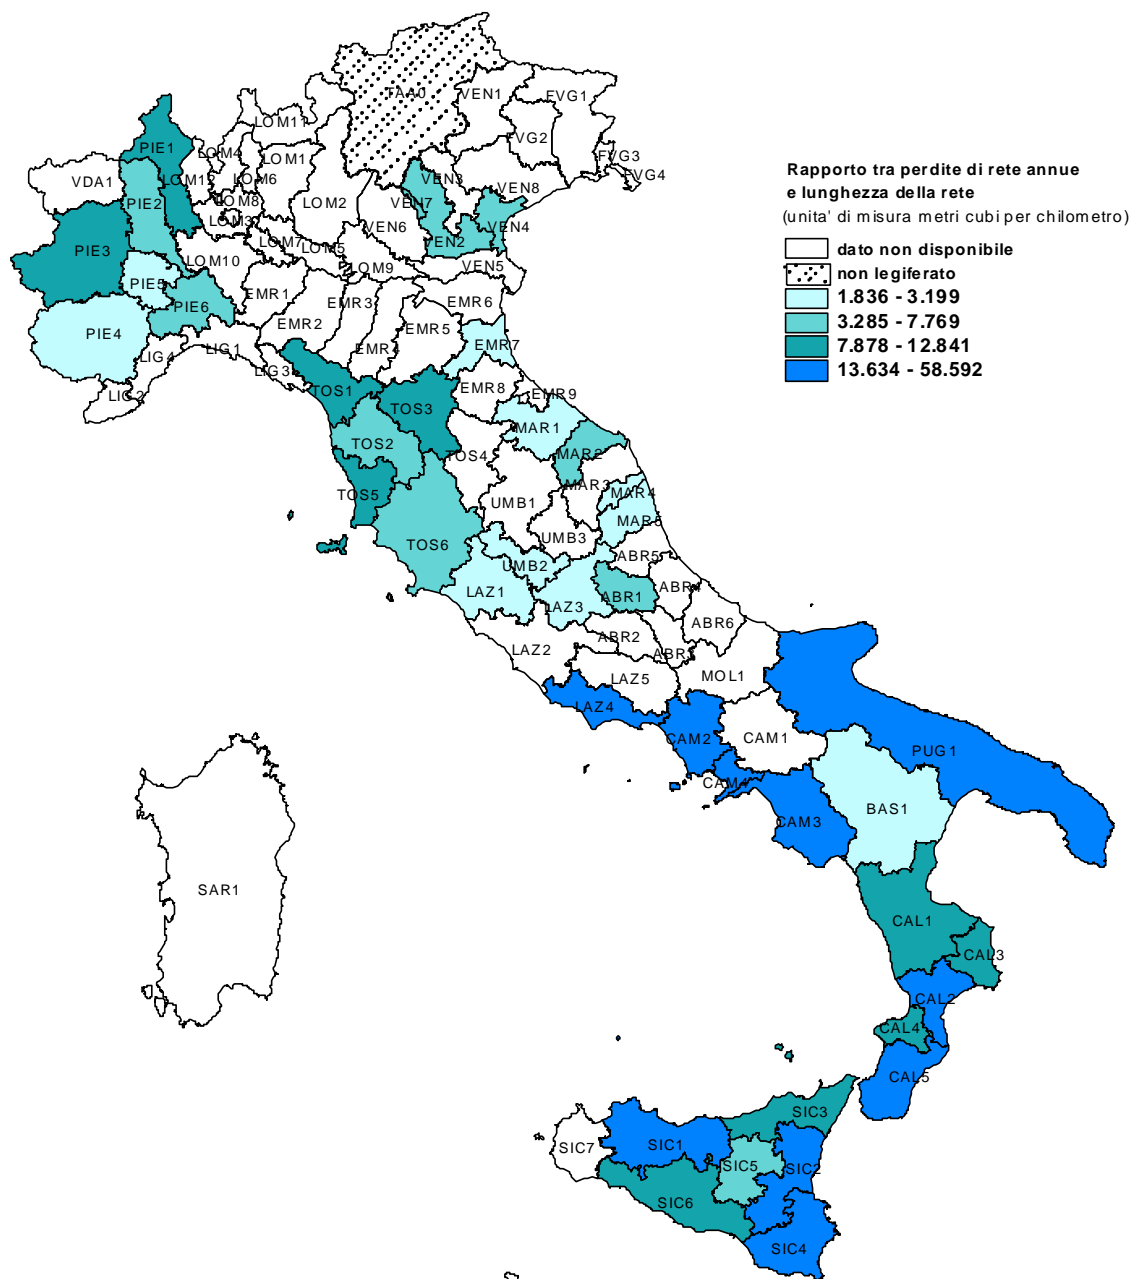 Rapporto tra perdite di rete annue
e lunghezza della rete
(unita' di misura metri cubi per chilometro)
dato non disponibile
non legiferato
1.836 - 3.199
3.285 - 7.769
7.878 - 12.841
13.634 - 58.592
TAA0
VEN1
FVG1
LOM11
FVG2
PIE1
LOM4
LOM1
FVG3
FVG4
VDA1
LOM6
VEN3
VEN8
PIE2
LOM8
LOM2
VEN7
LOM3
VEN6
VEN4
PIE3
LOM7
LOM5
VEN2
LOM10
LOM9
VEN5
PIE5
EMR1
EMR3
EMR6
PIE6
EMR2
EMR5
PIE4
LIG4
LIG1
EMR4
EMR7
LIG3
LIG2
TOS1
TOS3
EMR8
EMR9
MAR1
TOS2
TOS4
MAR2
TOS5
UMB1
MAR3
MAR4
MAR5
TOS6
UMB3
ABR5
UMB2
LAZ1
LAZ3
ABR1
ABR4
ABR6
LAZ2
ABR2
ABR3
LAZ5
MOL1
LAZ4
CAM2
CAM1
PUG1
CAM4
CAM3
BAS1
SAR1
CAL1
CAL3
CAL2
CAL4
CAL5
SIC3
SIC7
SIC1
SIC5
SIC2
SIC6
SIC4